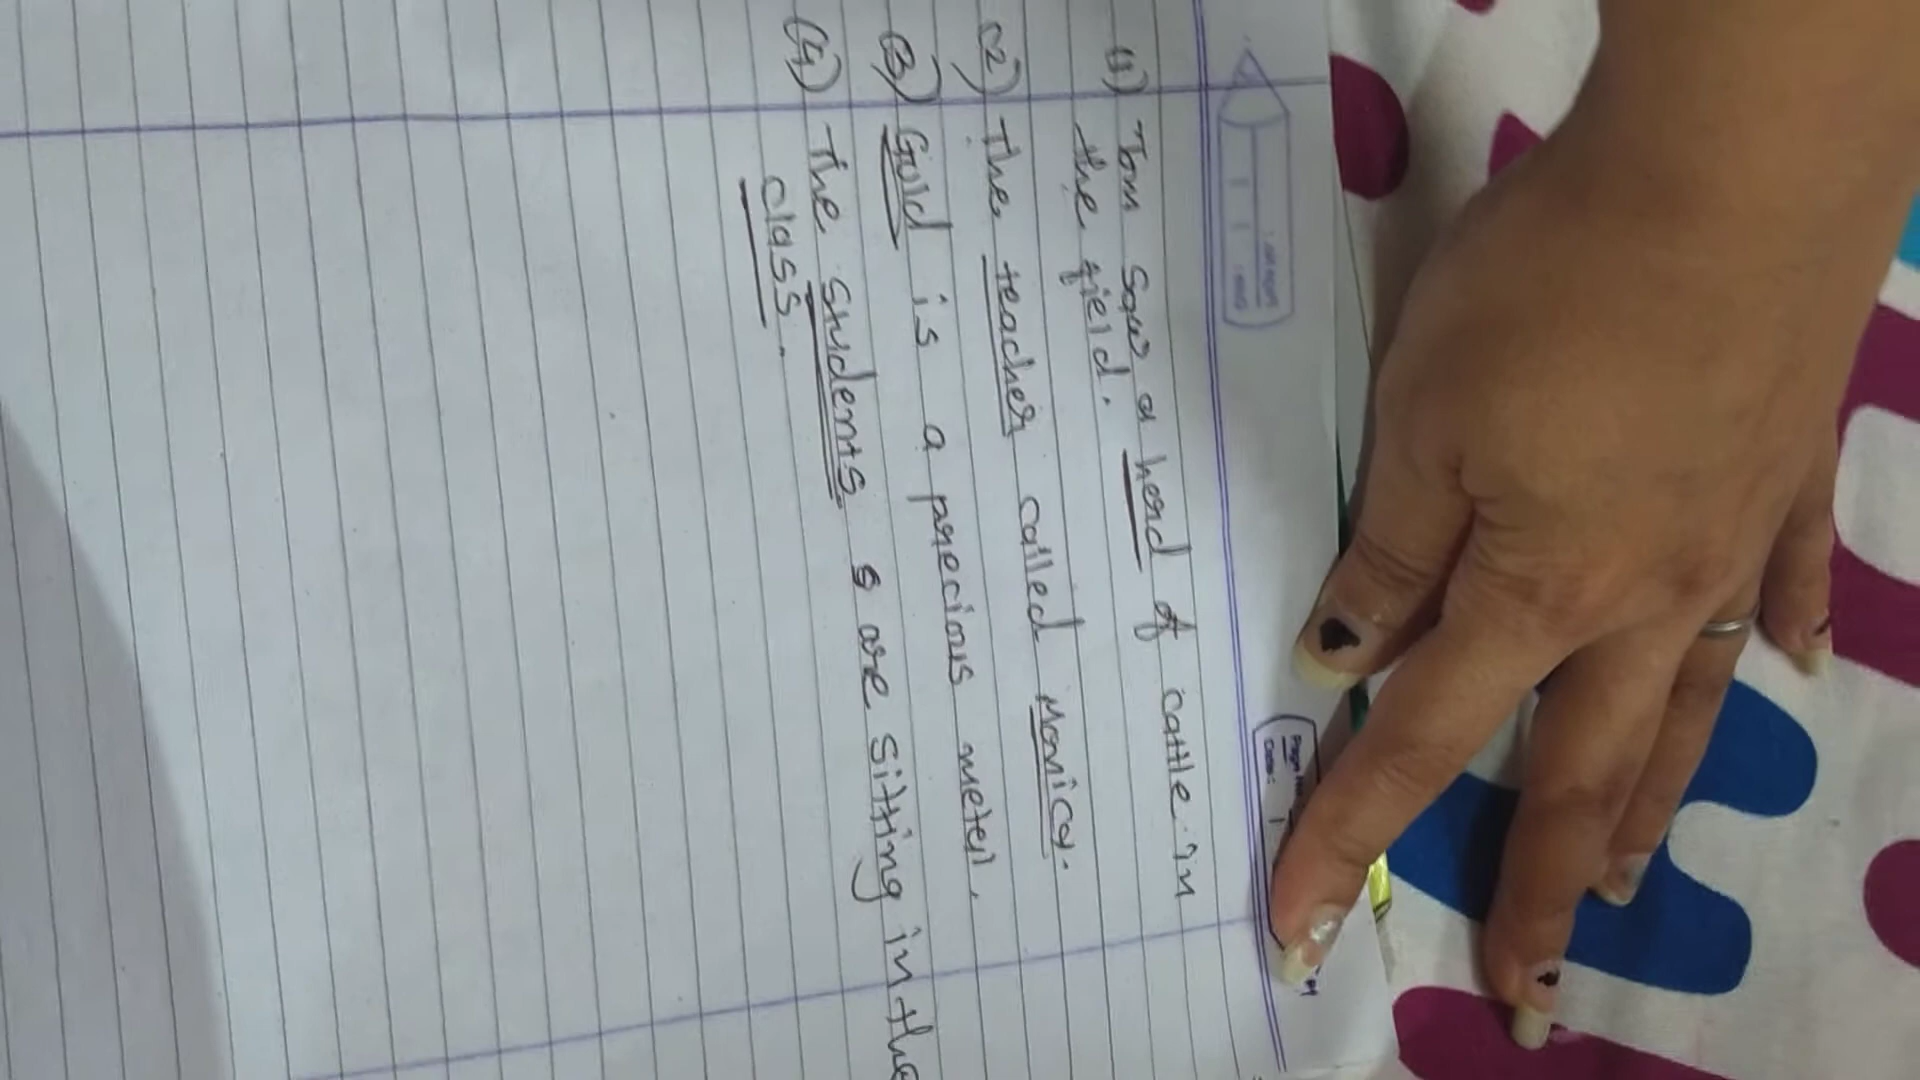 (1) Tom Saw a herd of cattle in
the field.
(2) The teacher called Monica.
(3) Gold is a precious metel.
(4) The students s are sitting in the
class.